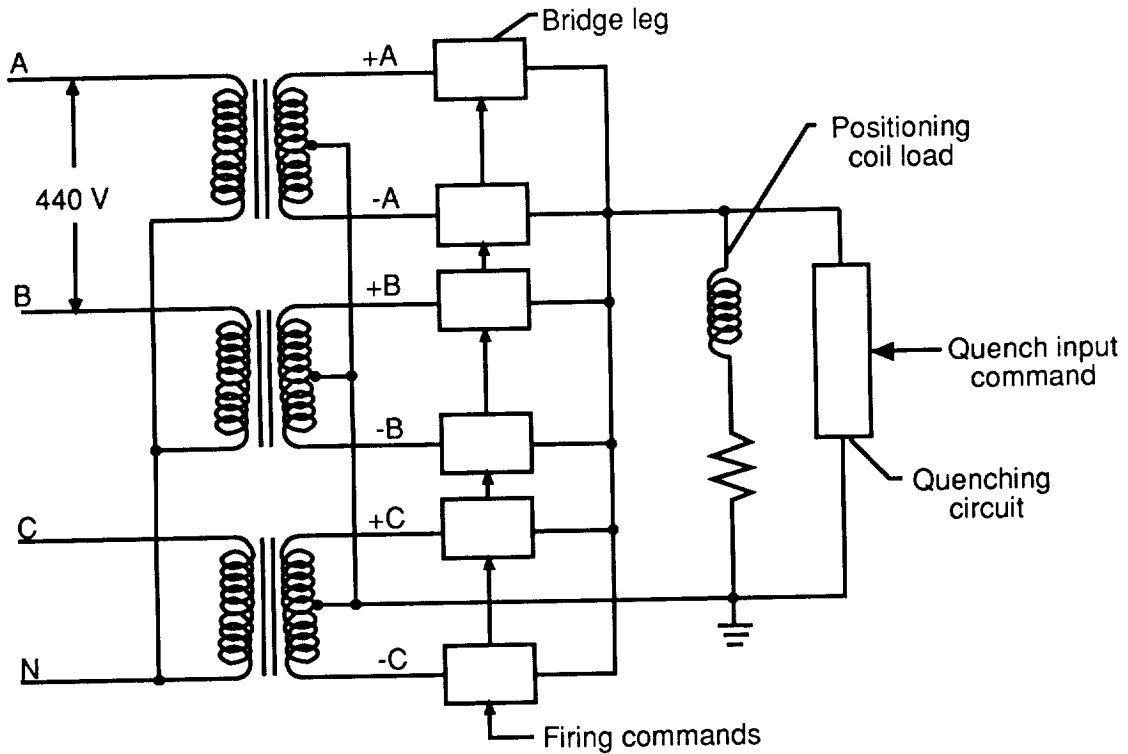 Bridge leg
A
+A
Positioning
coil load
440 V
-A
B
+B
Quench input
command
-B
Quenching
circuit
C
+C
N
-C
Firing commands